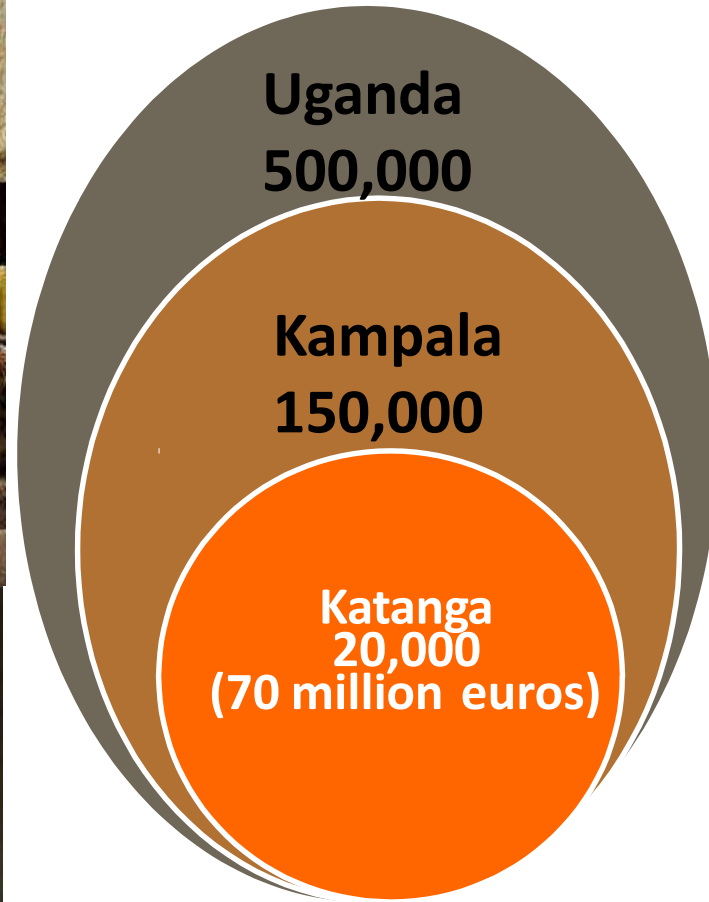 Uganda
500,000
Kampala
150,000
Katanga
20,000
(70 million euros)